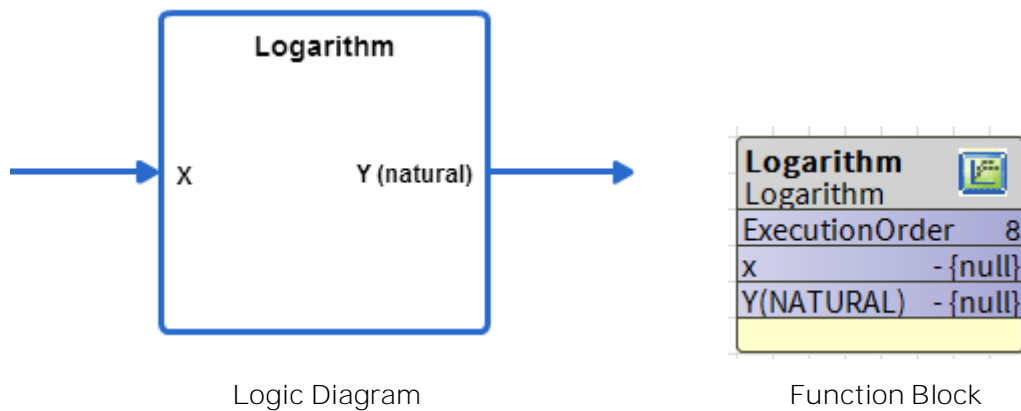 Logarithm
X
Y (natural)
Logarithm
Logarithm
ExecutionOrder 8
x - {null}
Y(NATURAL) - {null}
Logic Diagram
Function Block